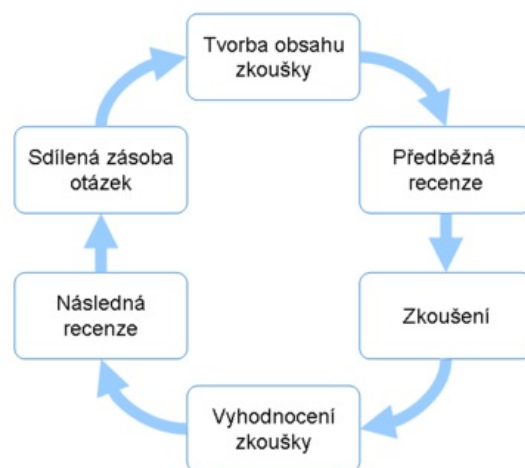 Tvorba obsahu
zkoušky
Předběžná
recenze
Zkoušení
Vyhodnocení
zkoušky
Následná
recenze
Sdílená zásoba
otázek